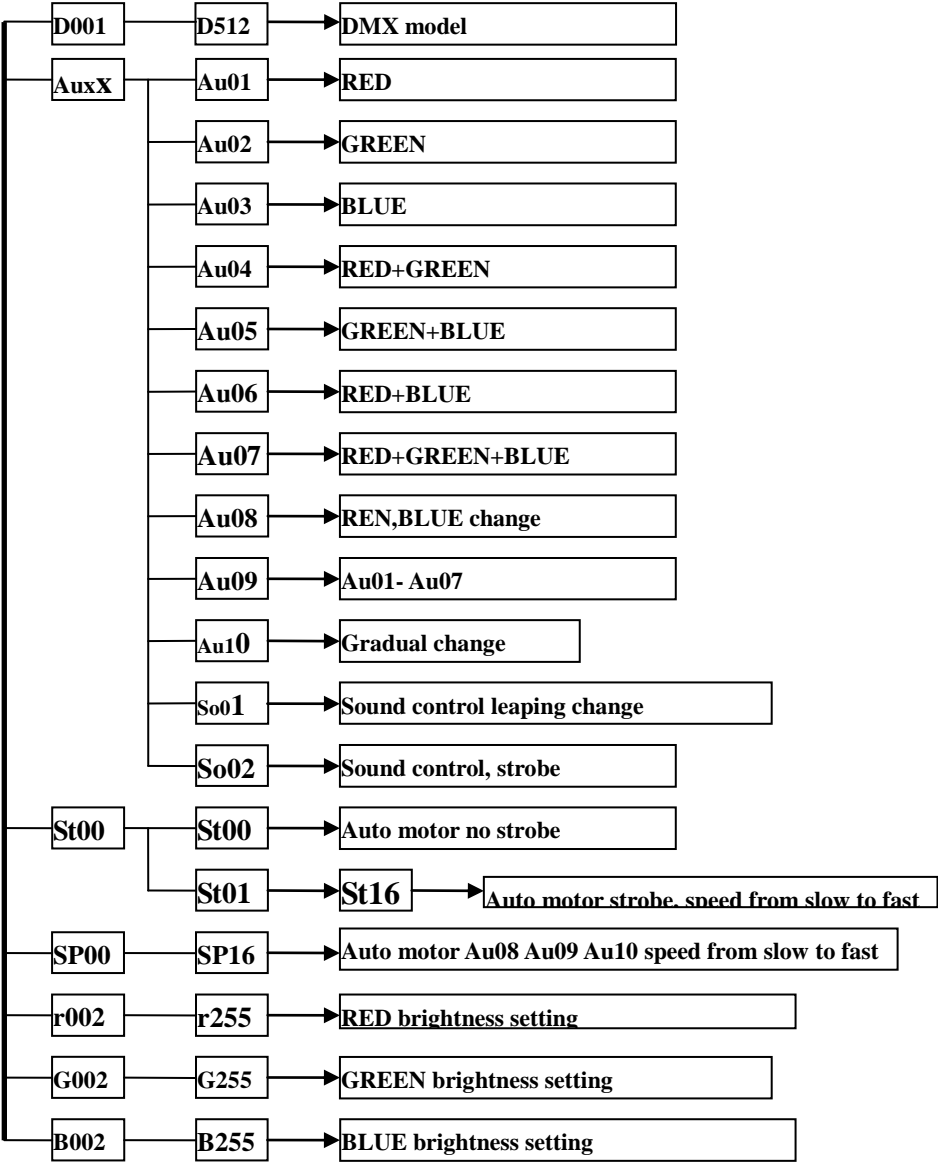 D001 D512 DMX model
AuxX Au01 RED
Au02 GREEN
Au03 BLUE
Au04 RED+GREEN
Au05 GREEN+BLUE
Au06 RED+BLUE
Au07 RED+GREEN+BLUE
Au08 REN,BLUE change
Au09 Au01- Au07
Au10 Gradual change
So01 Sound control leaping change
So02 Sound control, strobe
St00 St00 Auto motor no strobe
St01 St16 Auto motor strobe, speed from slow to fast
SP00 SP16 Auto motor Au08 Au09 Au10 speed from slow to fast
r002 r255 RED brightness setting
G002 G255 GREEN brightness setting
B002 B255 BLUE brightness setting